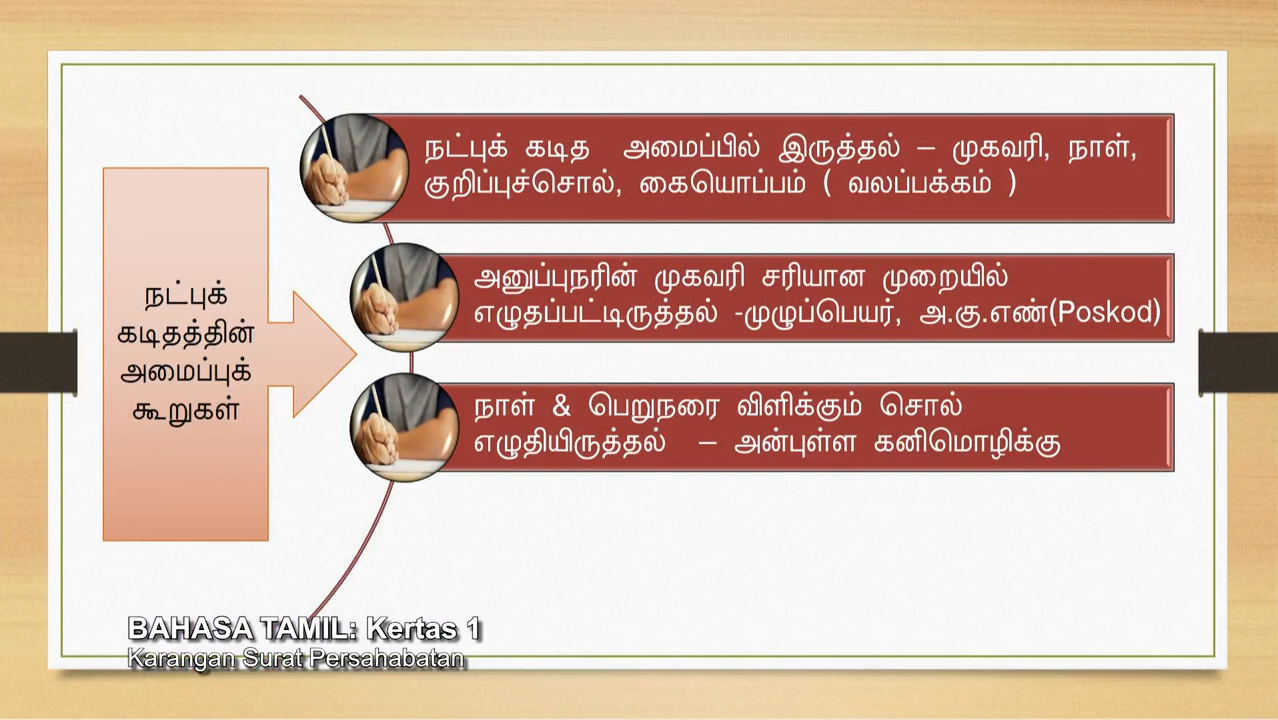 நட்புக்
கடிதத்தின்
அமைப்புக்
கூறுகள்
நட்புக் கடித அமைப்பில் இருத்தல் – முகவரி, நாள்,
குறிப்புச்சொல், கையொப்பம் ( வலப்பக்கம் )
அனுப்புநரின் முகவரி சரியான முறையில்
எழுதப்பட்டிருத்தல் -முழுப்பெயர், அ.கு.எண்(Poskod)
நாள் & பெறுநரை விளிக்கும் சொல்
எழுதியிருத்தல் – அன்புள்ள கனிமொழிக்கு
BAHASA TAMIL: Kertas 1
Karangan Surat Persahabatan